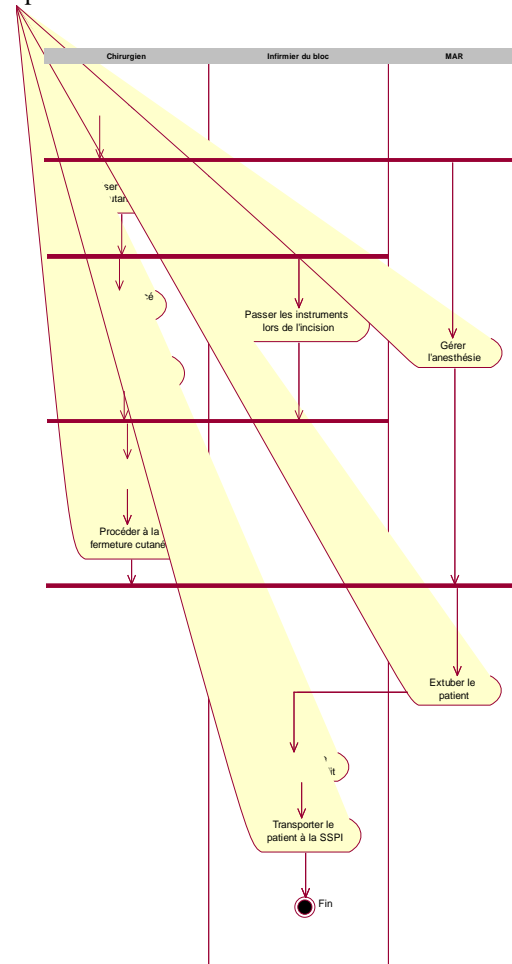 Chirurgien
Infirmier du bloc
MAR
Passer les instruments
lors de l'incision
Gérer
l'anesthésie
Procéder à la
fermeture cutané
Extuber le
patient
Transporter le
patient à la SSPI
Fin